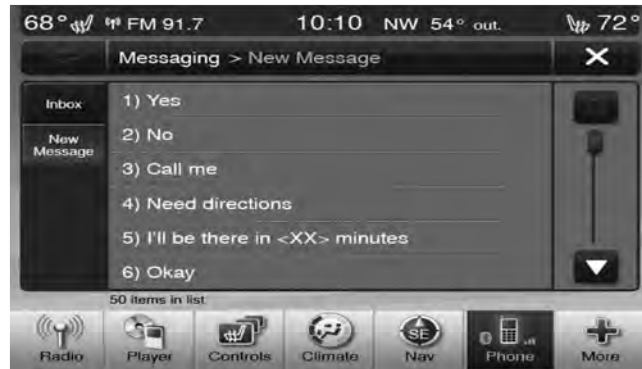 68° FM 91.7 10:10 NW 54° out. 72°
Messaging > New Message
Inbox
New
Message
1) Yes
2) No
3) Call me
4) Need directions
5) I'll be there in <XX> minutes
6) Okay
50 items in list
Radio Player Controls Climate SE Nav Phone More